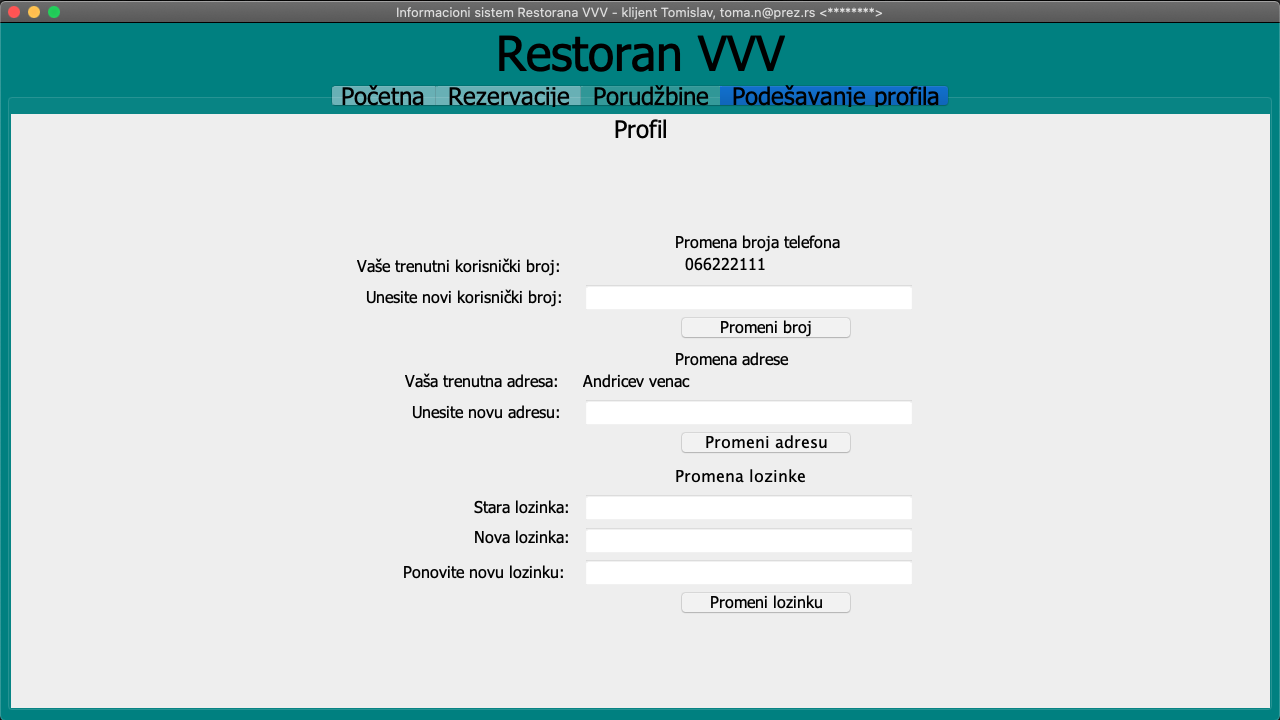 Informacioni sistem Restorana VVV - klijent Tomislav, toma.n@prez.rs <********>
Restoran VVV
Početna Rezervacije Porudžbine Podešavanje profila
Profil
Promena broja telefona
Vaše trenutni korisnički broj: 066222111
Unesite novi korisnički broj:
Promeni broj
Promena adrese
Vaša trenutna adresa: Andricev venac
Unesite novu adresu:
Promeni adresu
Promena lozinke
Stara lozinka:
Nova lozinka:
Ponovite novu lozinku:
Promeni lozinku